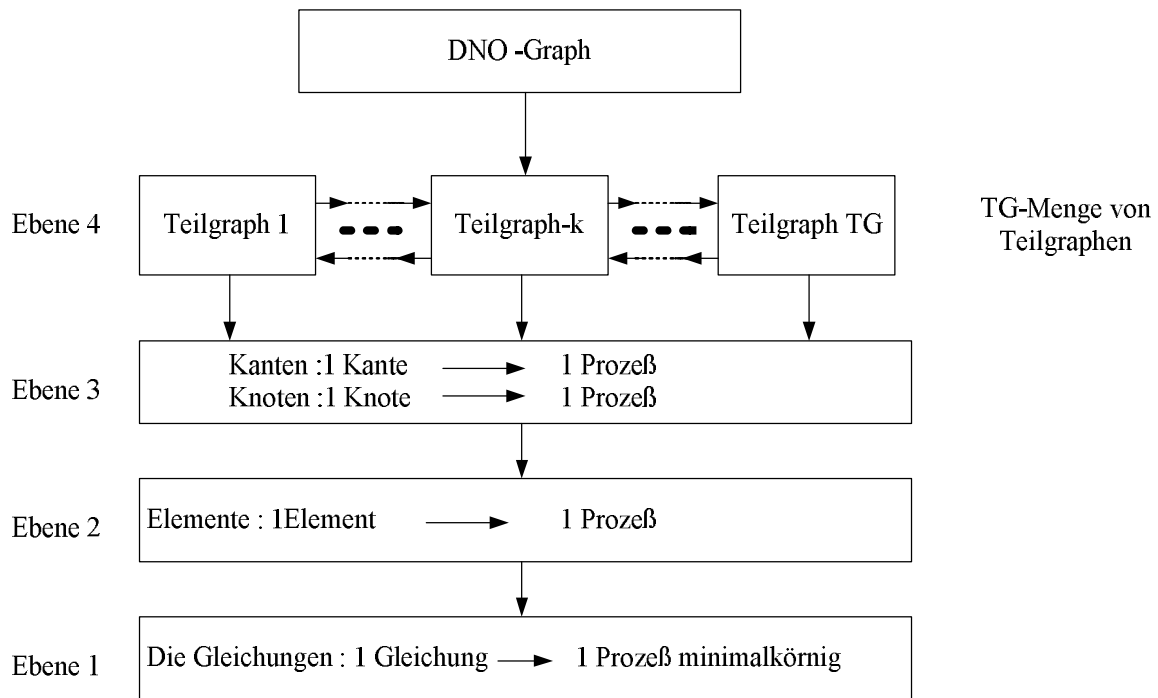 DNO -Graph
Ebene 4
Teilgraph 1
Teilgraph-k
Teilgraph TG
TG-Menge von
Teilgraphen
Ebene 3
Kanten :1 Kante 1 Prozeß
Knoten :1 Knote 1 Prozeß
Ebene 2
Elemente : 1Element 1 Prozeß
Ebene 1
Die Gleichungen : 1 Gleichung 1 Prozeß minimalkörnig